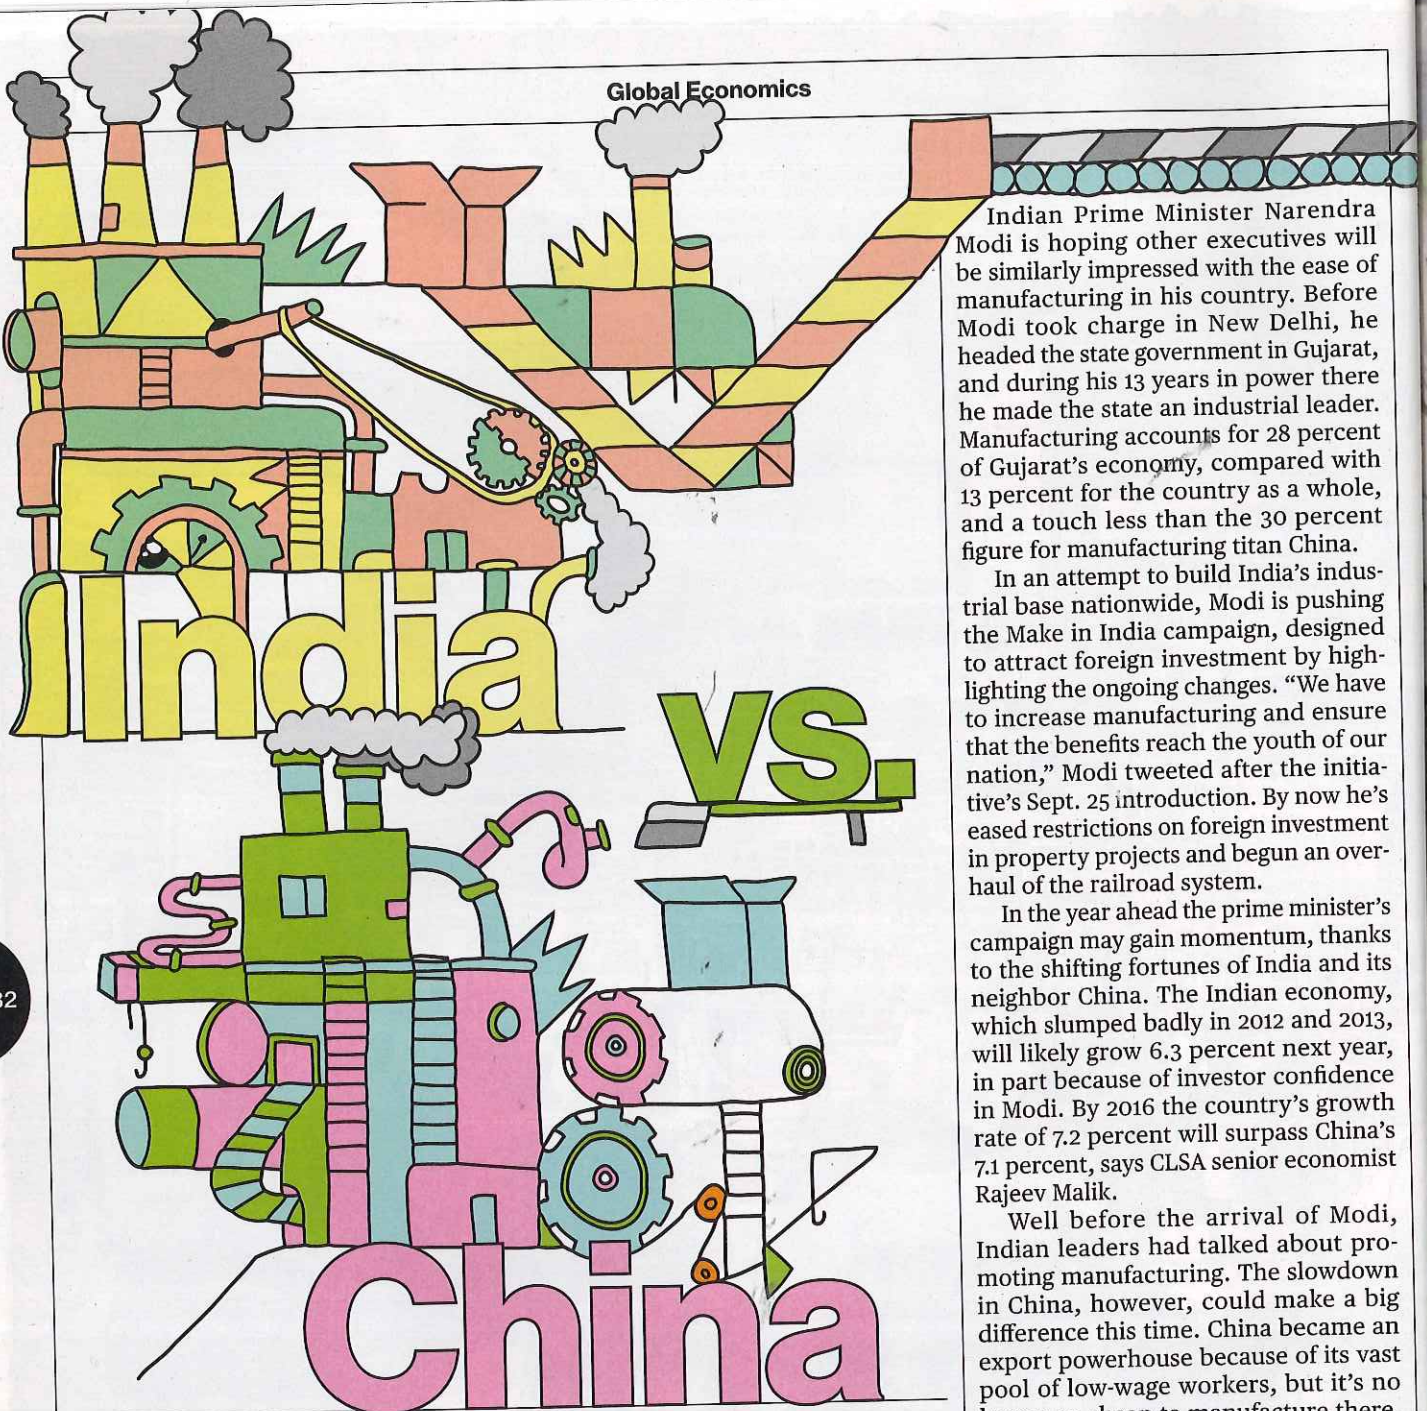 Global Economics
India
vs.
China
32
Indian Prime Minister Narendra
Modi is hoping other executives will
be similarly impressed with the ease of
manufacturing in his country. Before
Modi took charge in New Delhi, he
headed the state government in Gujarat,
and during his 13 years in power there
he made the state an industrial leader.
Manufacturing accounts for 28 percent
of Gujarat's economy, compared with
13 percent for the country as a whole,
and a touch less than the 30 percent
figure for manufacturing titan China.
In an attempt to build India's indus-
trial base nationwide, Modi is pushing
the Make in India campaign, designed
to attract foreign investment by high-
lighting the ongoing changes. “We have
to increase manufacturing and ensure
that the benefits reach the youth of our
nation,” Modi tweeted after the initia-
tive's Sept. 25 introduction. By now he's
eased restrictions on foreign investment
in property projects and begun an over-
haul of the railroad system.
In the year ahead the prime minister's
campaign may gain momentum, thanks
to the shifting fortunes of India and its
neighbor China. The Indian economy,
which slumped badly in 2012 and 2013,
will likely grow 6.3 percent next year,
in part because of investor confidence
in Modi. By 2016 the country's growth
rate of 7.2 percent will surpass China's
7.1 percent, says CLSA senior economist
Rajeev Malik.
Well before the arrival of Modi,
Indian leaders had talked about pro-
moting manufacturing. The slowdown
in China, however, could make a big
difference this time. China became an
export powerhouse because of its vast
pool of low-wage workers, but it's no
to manufacture there